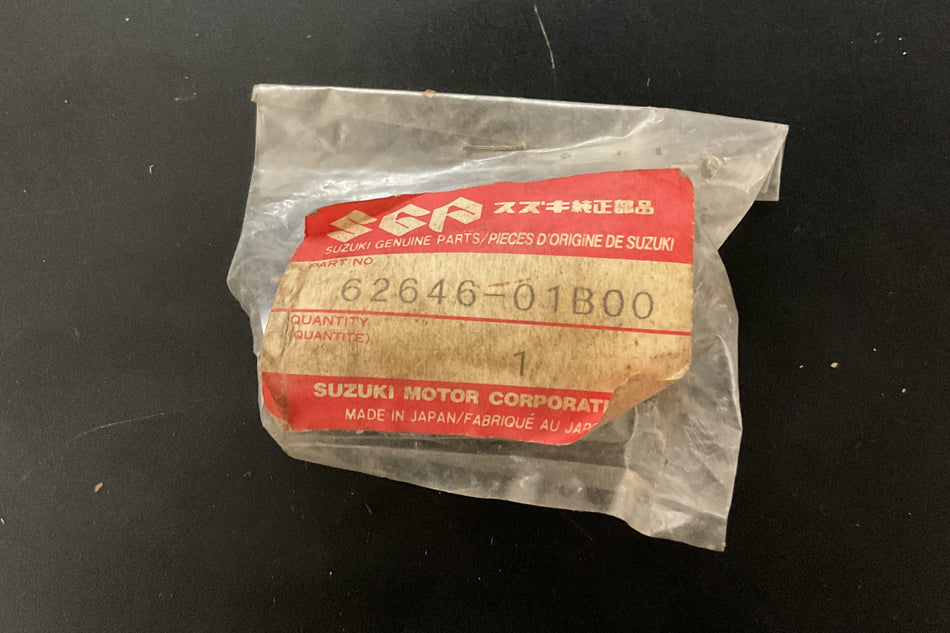 SGP スズキ純正部品
SUZUKI GENUINE PARTS/PIECES D'ORIGINE DE SUZUKI
PART NO.
62646-01B00
QUANTITY
(QUANTITE)
1 1
SUZUKI MOTOR CORPORATI
MADE IN JAPAN/FABRIQUÉ AU JAP